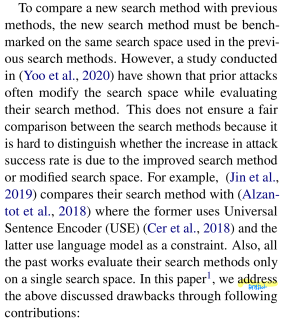 To compare a new search method with previous
methods, the new search method must be bench-
marked on the same search space used in the previ-
ous search methods. However, a study conducted
in (Yoo et al., 2020) have shown that prior attacks
often modify the search space while evaluating
their search method. This does not ensure a fair
comparison between the search methods because it
is hard to distinguish whether the increase in attack
success rate is due to the improved search method
or modified search space. For example, (Jin et al.,
2019) compares their search method with (Alzan-
tot et al., 2018) where the former uses Universal
Sentence Encoder (USE) (Cer et al., 2018) and the
latter use language model as a constraint. Also, all
the past works evaluate their search methods only
on a single search space. In this paper¹, we address
the above discussed drawbacks through following
contributions: